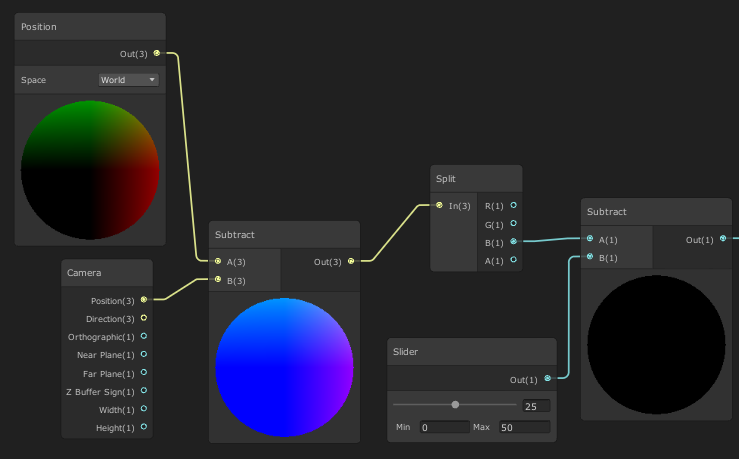 Position
Out(3)
Space World
Camera
Position(3)
Direction(3)
Orthographic(1)
Near Plane(1)
Far Plane(1)
Z Buffer Sign(1)
Width(1)
Height(1)
Subtract
A(3) Out(3)
B(3)
Split
In(3) R(1)
G(1)
B(1)
A(1)
Slider
Out(1)
25
Min 0 Max 50
Subtract
A(1) Out(1)
B(1)